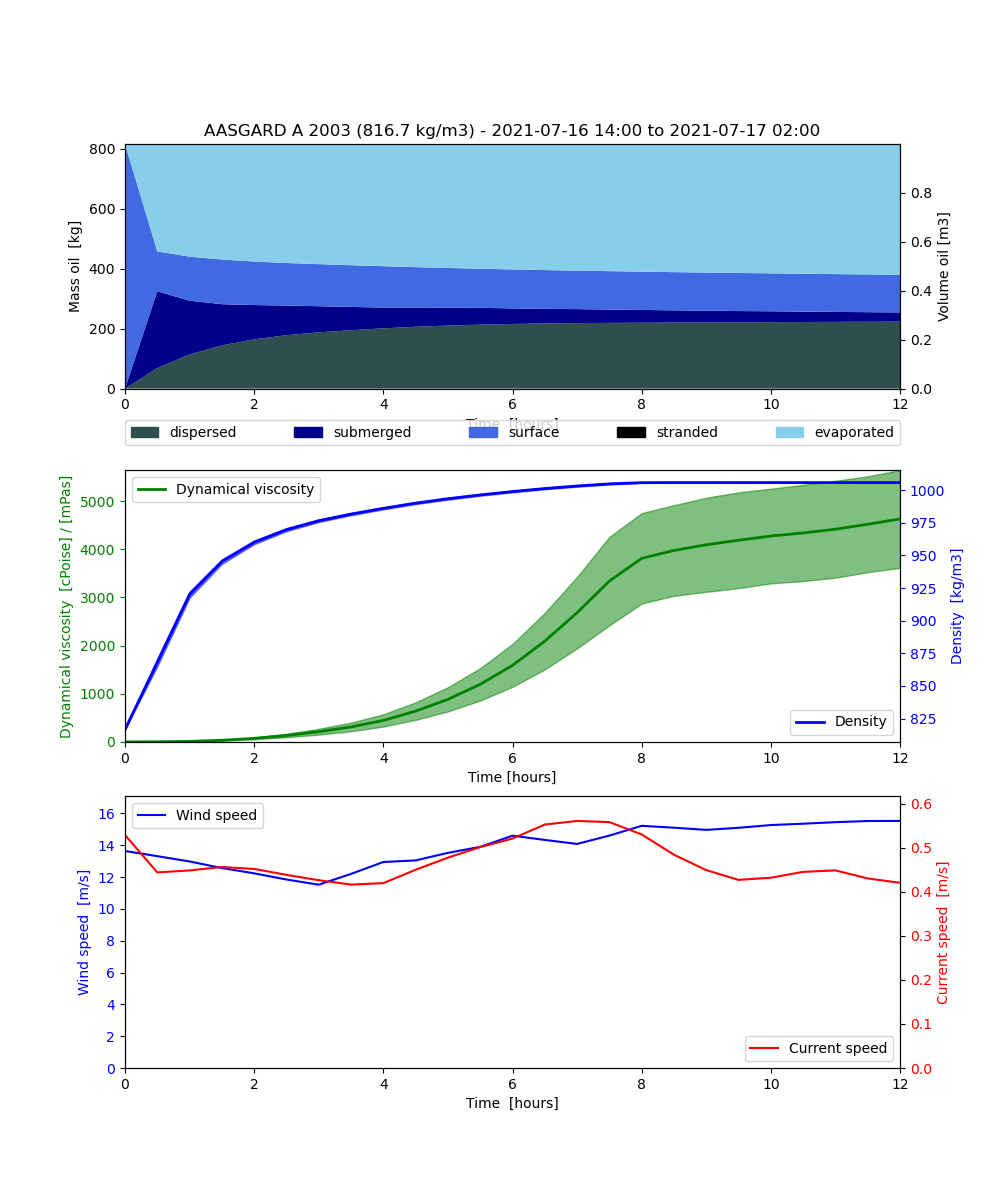 AASGARD A 2003 (816.7 kg/m3) - 2021-07-16 14:00 to 2021-07-17 02:00
800
600
400
200
0
Mass oil [kg]
0.8
0.6
0.4
0.2
0.0
Volume oil [m3]
0 2 4 6 8 10 12
Time [hours]
dispersed submerged surface stranded evaporated
Dynamical viscosity
5000
4000
3000
2000
1000
0
Dynamical viscosity [cPoise] / [mPas]
1000
975
950
925
900
875
850
825
Density [kg/m3]
Density
0 2 4 6 8 10 12
Time [hours]
Wind speed
16
14
12
10
8
6
4
2
0
Wind speed [m/s]
0.6
0.5
0.4
0.3
0.2
0.1
0.0
Current speed [m/s]
Current speed
0 2 4 6 8 10 12
Time [hours]